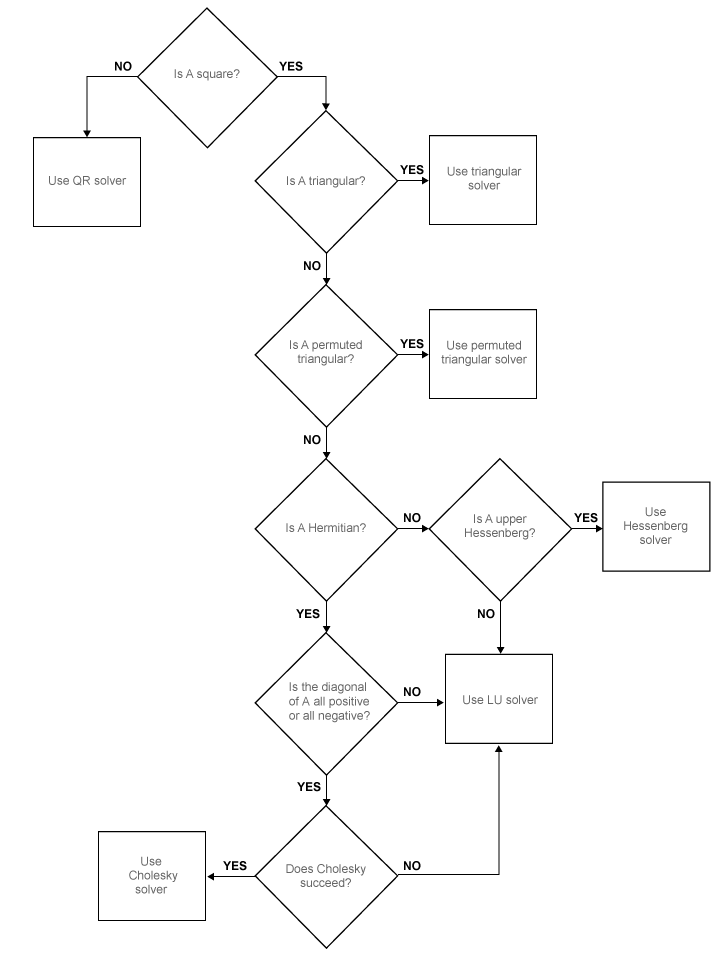 Is A square?
NO
YES
Use QR solver
Is A triangular?
YES
Use triangular
solver
NO
Is A permuted
triangular?
YES
Use permuted
triangular solver
NO
Is A Hermitian?
NO
Is A upper
Hessenberg?
YES
Use
Hessenberg
solver
YES
NO
Is the diagonal
of A all positive
or all negative?
NO
Use LU solver
YES
Does Cholesky
succeed?
YES
NO
Use
Cholesky
solver